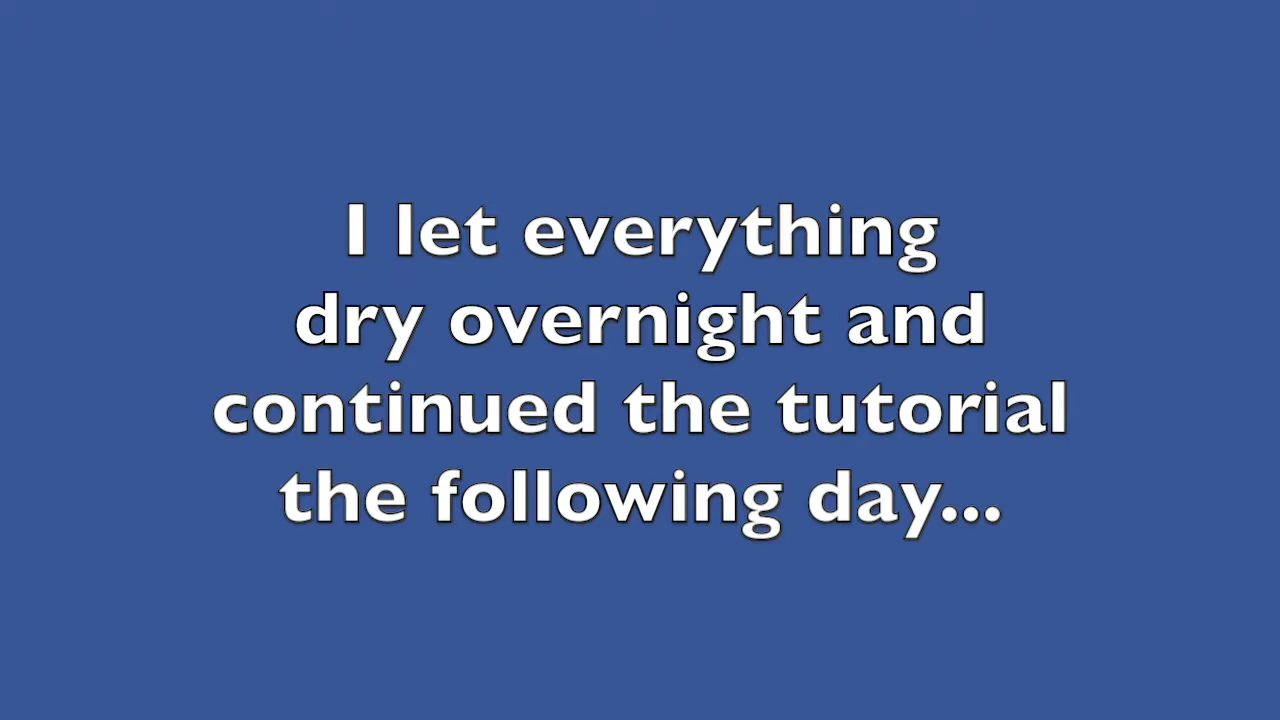 I let everything
dry overnight and
continued the tutorial
the following day...